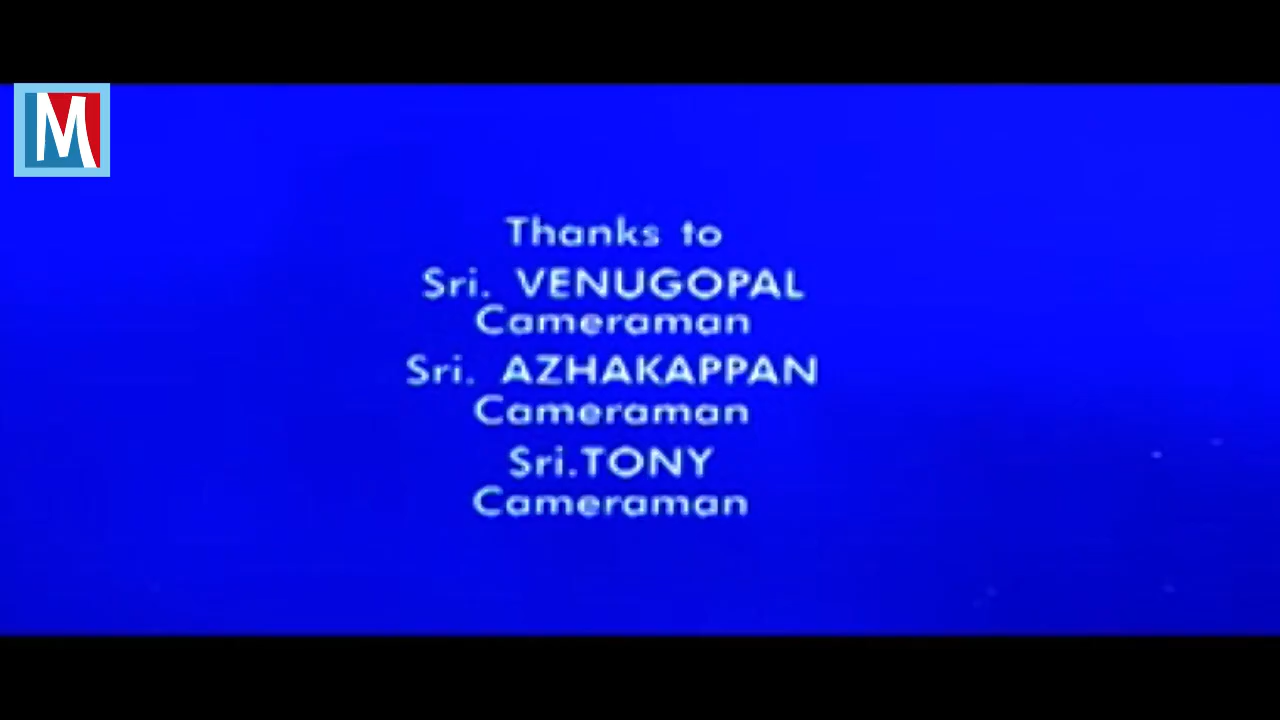 M
Thanks to
Sri. VENUGOPAL
Cameraman
Sri. AZHAKAPPAN
Cameraman
Sri.TONY
Cameraman